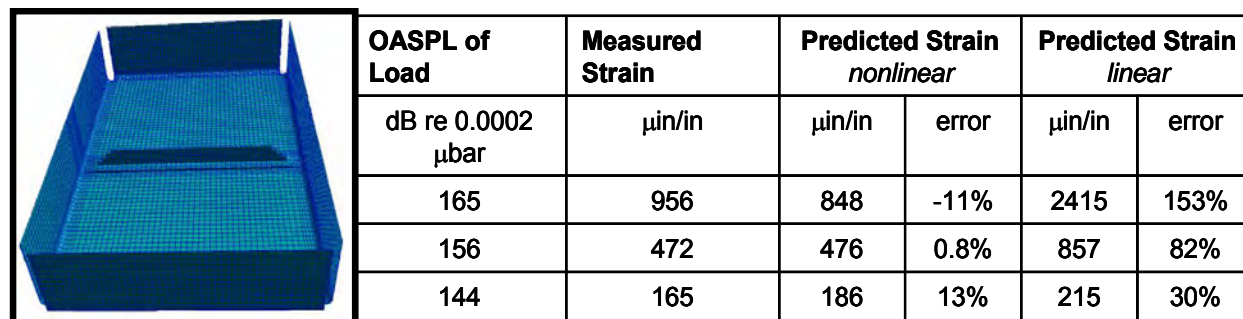 OASPL of Load Measured Strain Predicted Strain nonlinear Predicted Strain linear
dB re 0.0002 μbar μin/in μin/in error μin/in error
165 956 848 -11% 2415 153%
156 472 476 0.8% 857 82%
144 165 186 13% 215 30%